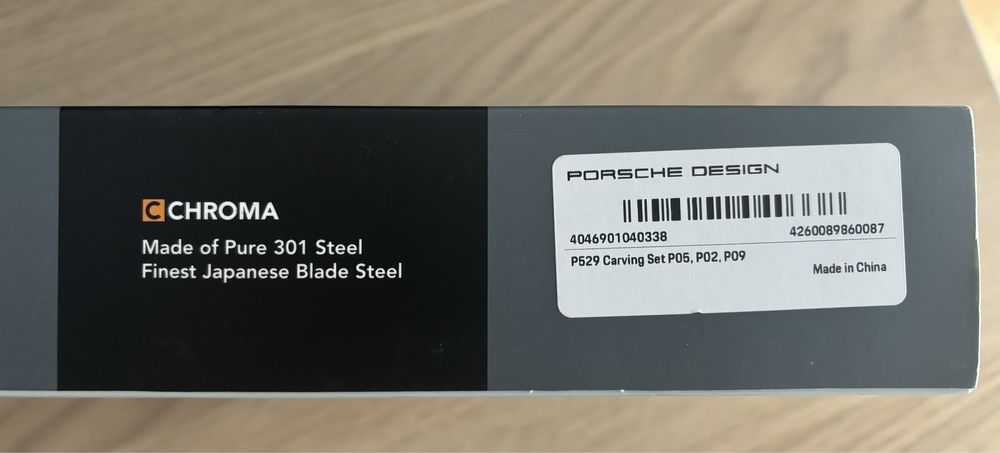 C CHROMA
Made of Pure 301 Steel
Finest Japanese Blade Steel
PORSCHE DESIGN
4046901040338 4260089860087
P529 Carving Set P05, P02, P09
Made in China